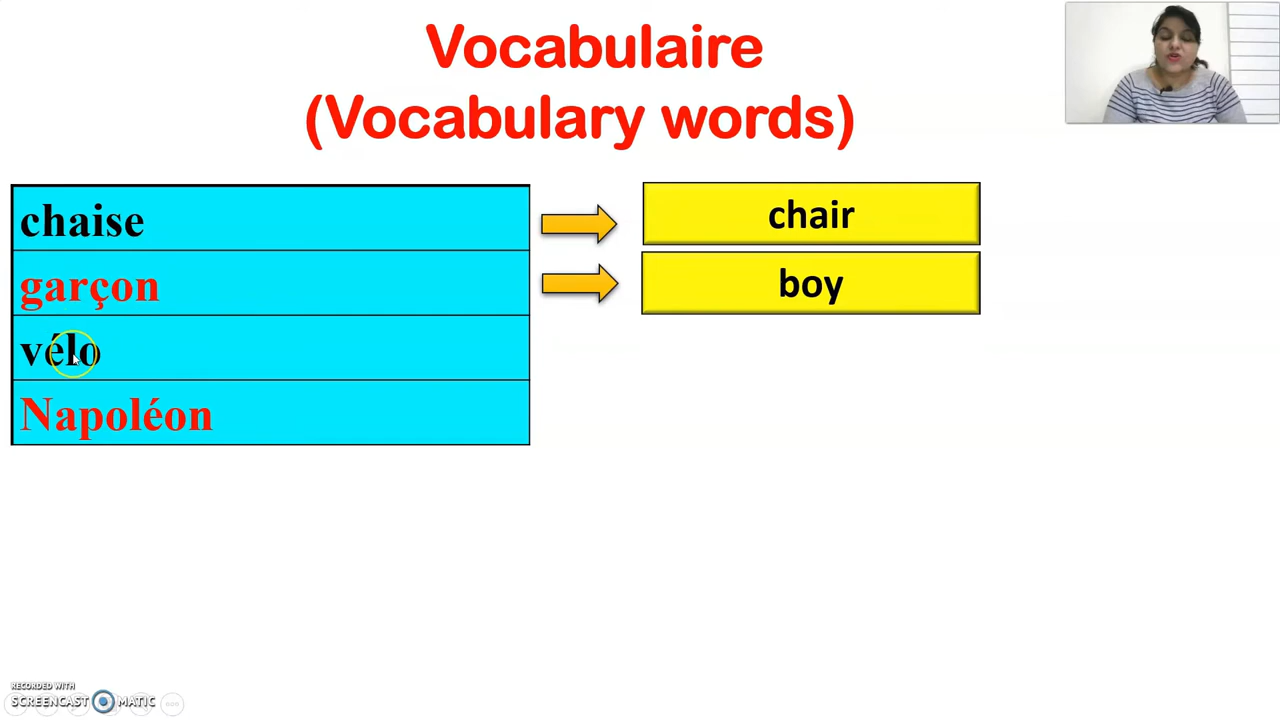 Vocabulaire
(Vocabulary words)
chaise
chair
garçon
boy
vélo
Napoléon
RECORDED WITH
SCREENCAST MATIC